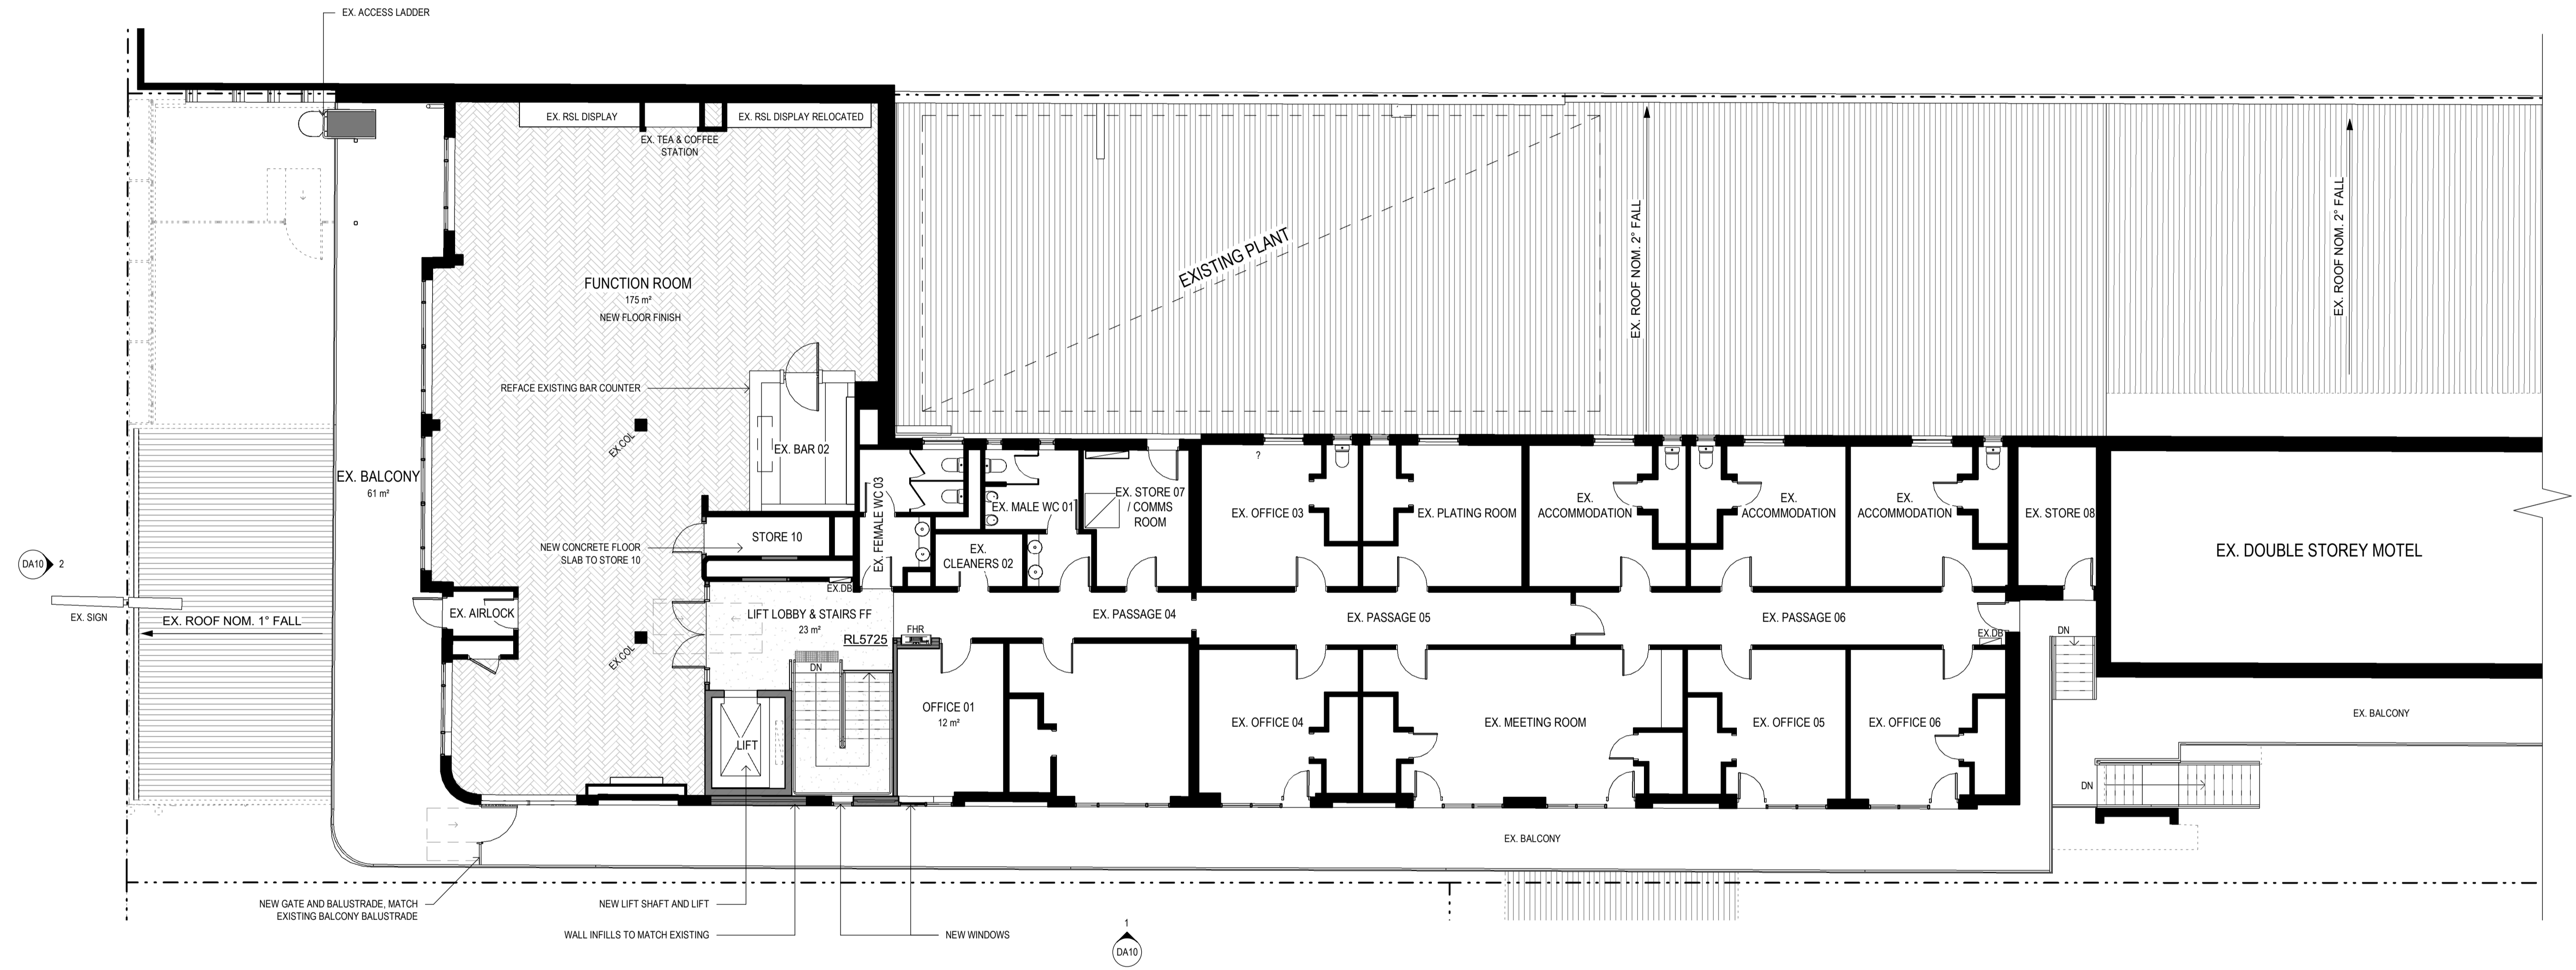 EX. ACCESS LADDER
EX. RSL DISPLAY
EX. RSL DISPLAY RELOCATED
EX. TEA & COFFEE
STATION
EXISTING PLANT
EX. ROOF NOM. 2° FALL
EX. ROOF NOM. 2° FALL
FUNCTION ROOM
175 m²
NEW FLOOR FINISH
REFACE EXISTING BAR COUNTER
EX.COL
EX. BAR 02
EX. BALCONY
61 m²
EX. FEMALE WC 03
EX. MALE WC 01
EX. STORE 07
/ COMMS
ROOM
?
EX. OFFICE 03
EX. PLATING ROOM
EX.
ACCOMMODATION
EX.
ACCOMMODATION
EX.
ACCOMMODATION
EX. STORE 08
EX. DOUBLE STOREY MOTEL
STORE 10
NEW CONCRETE FLOOR
SLAB TO STORE 10
EX.
CLEANERS 02
DA10
2
EX.DB
EX. SIGN
EX. ROOF NOM. 1° FALL
EX. AIRLOCK
LIFT LOBBY & STAIRS FF
23 m²
RL5725
FHR
EX. PASSAGE 04
EX. PASSAGE 05
EX. PASSAGE 06
EX.DB
DN
EX.COL
DN
OFFICE 01
12 m²
LIFT
EX. OFFICE 04
EX. MEETING ROOM
EX. OFFICE 05
EX. OFFICE 06
EX. BALCONY
DN
EX. BALCONY
NEW GATE AND BALUSTRADE, MATCH
EXISTING BALCONY BALUSTRADE
NEW LIFT SHAFT AND LIFT
WALL INFILLS TO MATCH EXISTING
NEW WINDOWS
1
DA10